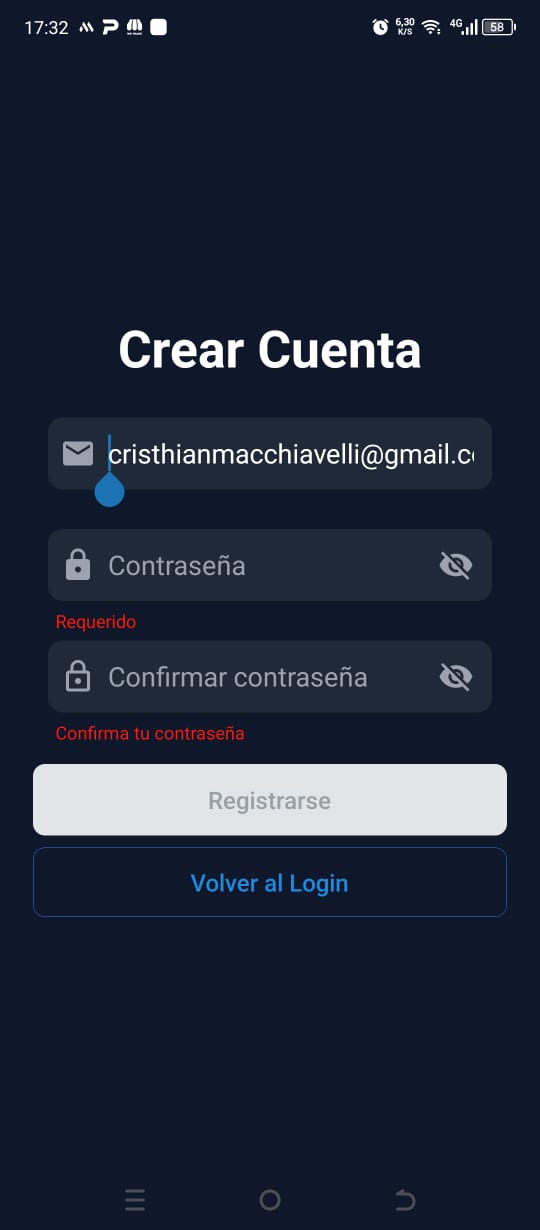 17:32
6,30
K/S
4G
58
Crear Cuenta
cristhianmacchiavelli@gmail.c
Contraseña
Requerido
Confirmar contraseña
Confirma tu contraseña
Registrarse
Volver al Login